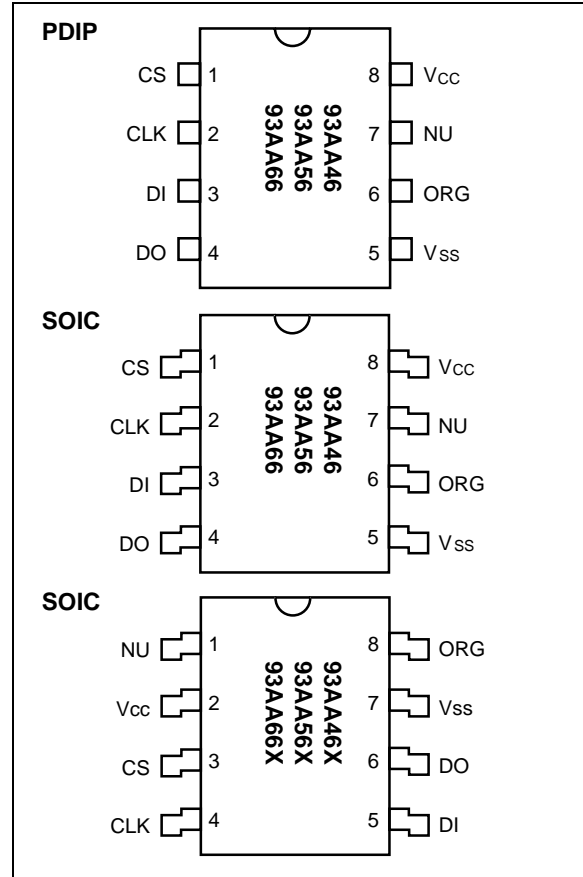 PDIP
CS 1 8 VCC
CLK 2 7 NU
DI 3 6 ORG
DO 4 5 VSS
93AA66
93AA56
93AA46
SOIC
CS 1 8 VCC
CLK 2 7 NU
DI 3 6 ORG
DO 4 5 VSS
93AA66
93AA56
93AA46
SOIC
NU 1 8 ORG
Vcc 2 7 Vss
CS 3 6 DO
CLK 4 5 DI
93AA66X
93AA56X
93AA46X